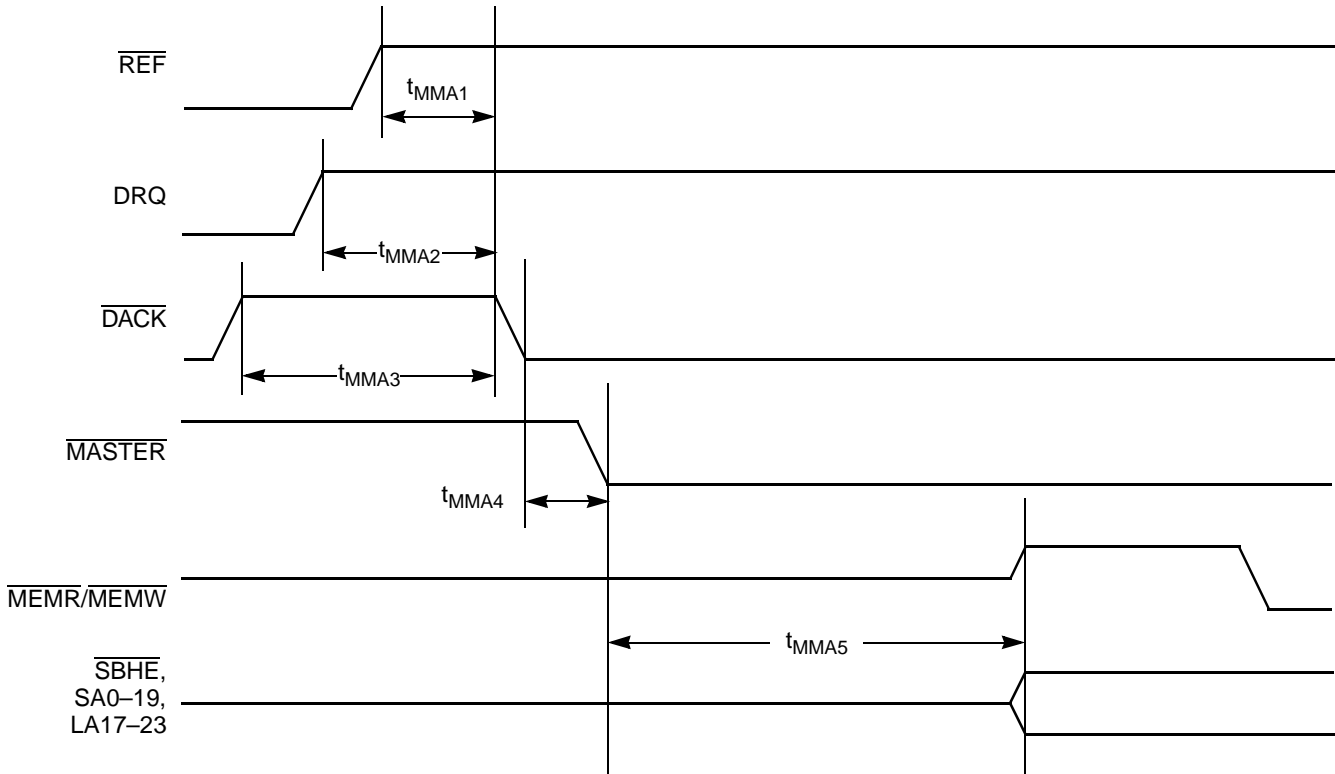 REF
tMMA1
DRQ
tMMA2
DACK
tMMA3
MASTER
tMMA4
MEMR/MEMW
tMMA5
SBHE,
SA0–19,
LA17–23